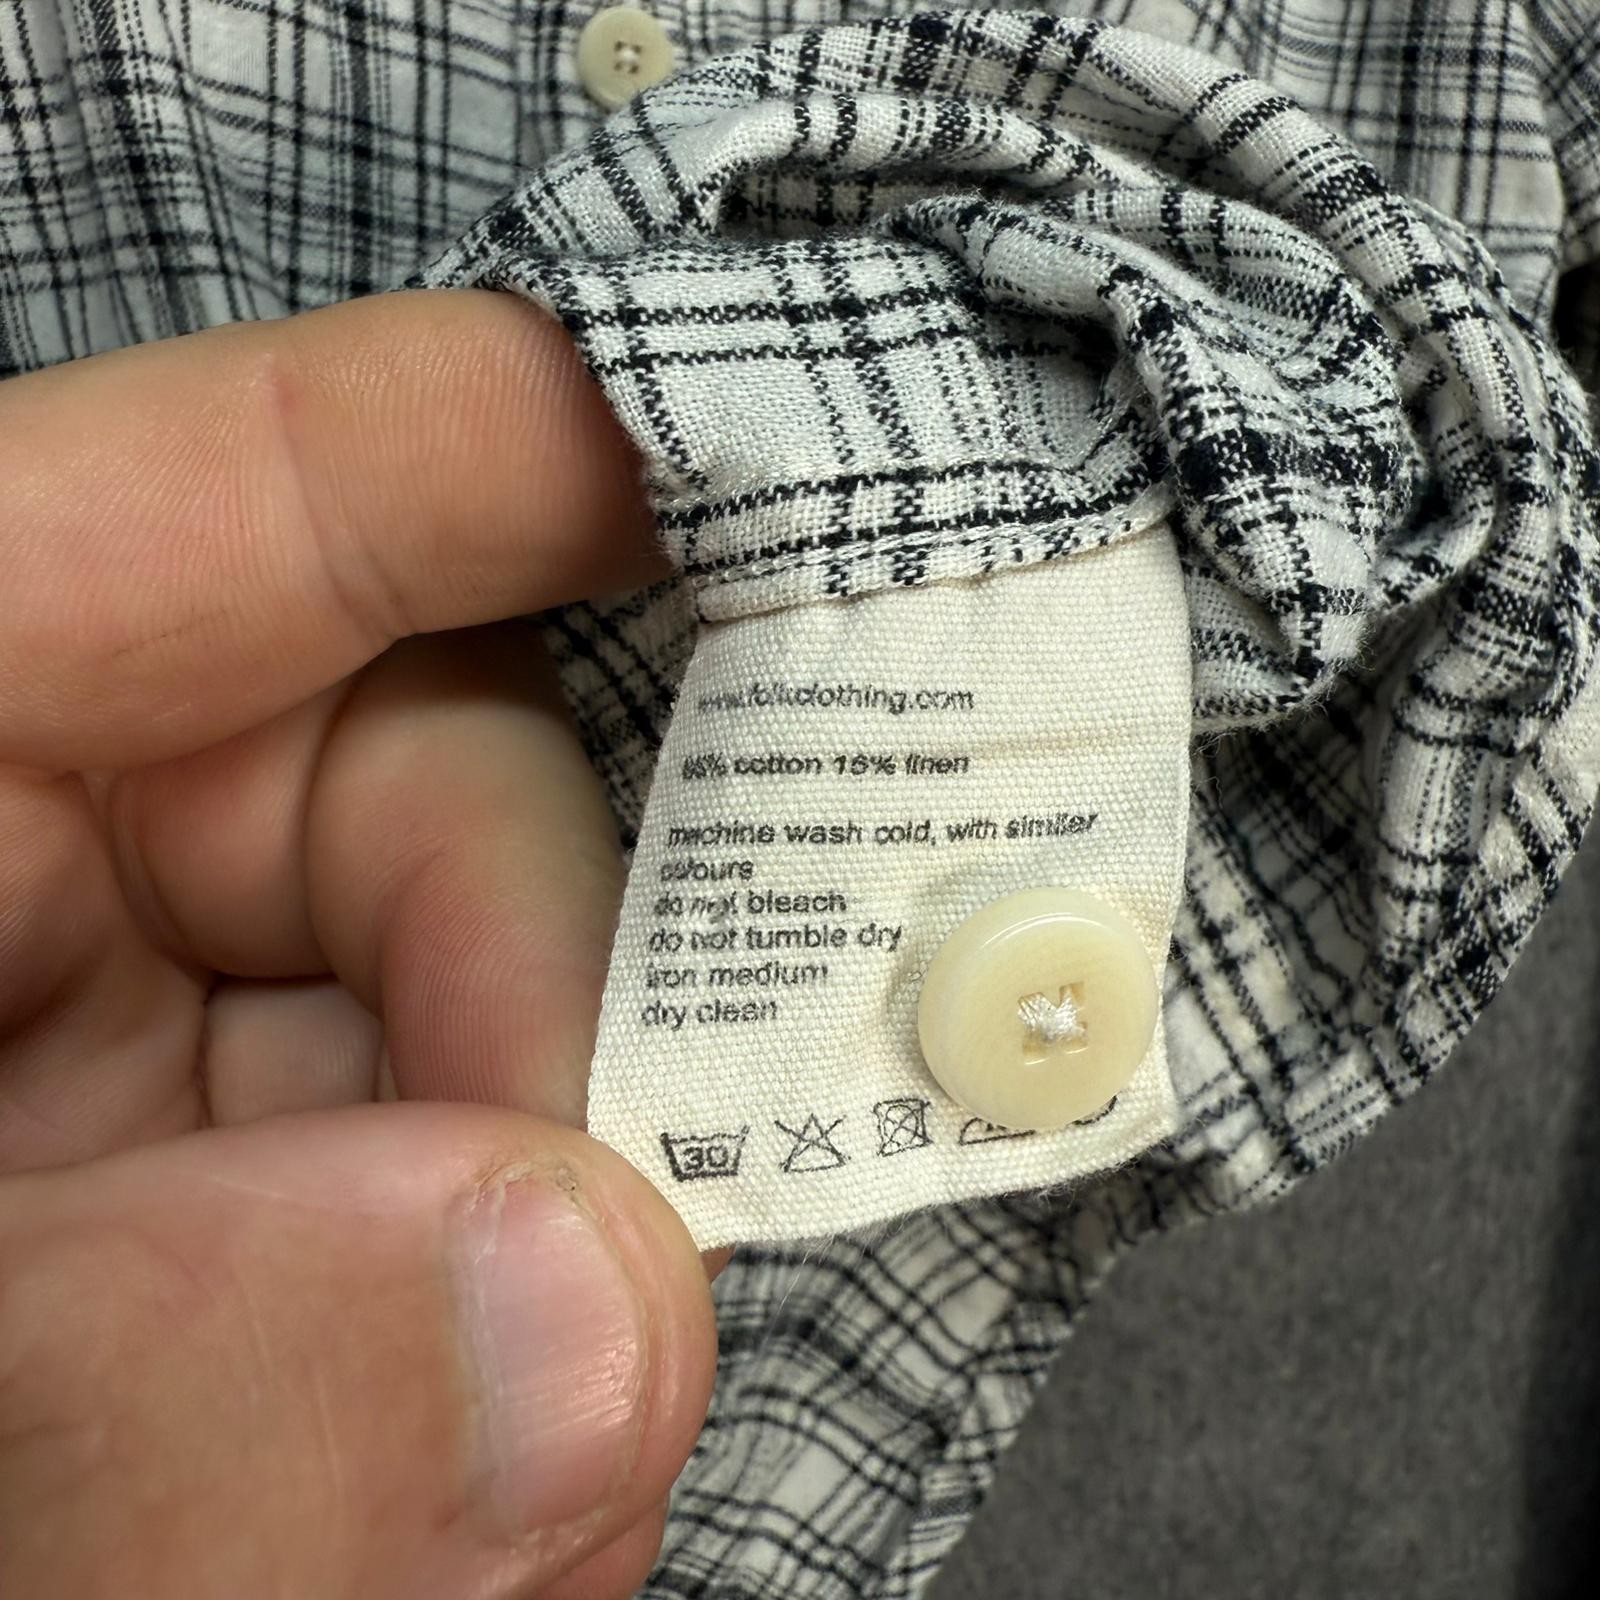 www.folkclothing.com
85% cotton 15% linen
machine wash cold, with similar
colours
do not bleach
do not tumble dry
iron medium
dry clean
30